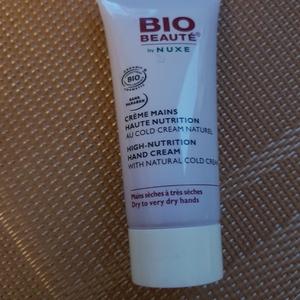 BIO
BEAUTÉ®
by NUXE
BIO
SANS
PARABEN
CRÈME MAINS
HAUTE NUTRITION
AU COLD CREAM NATUREL
HIGH-NUTRITION
HAND CREAM
WITH NATURAL COLD CREAM
Mains sèches à très sèches
Dry to very dry hands